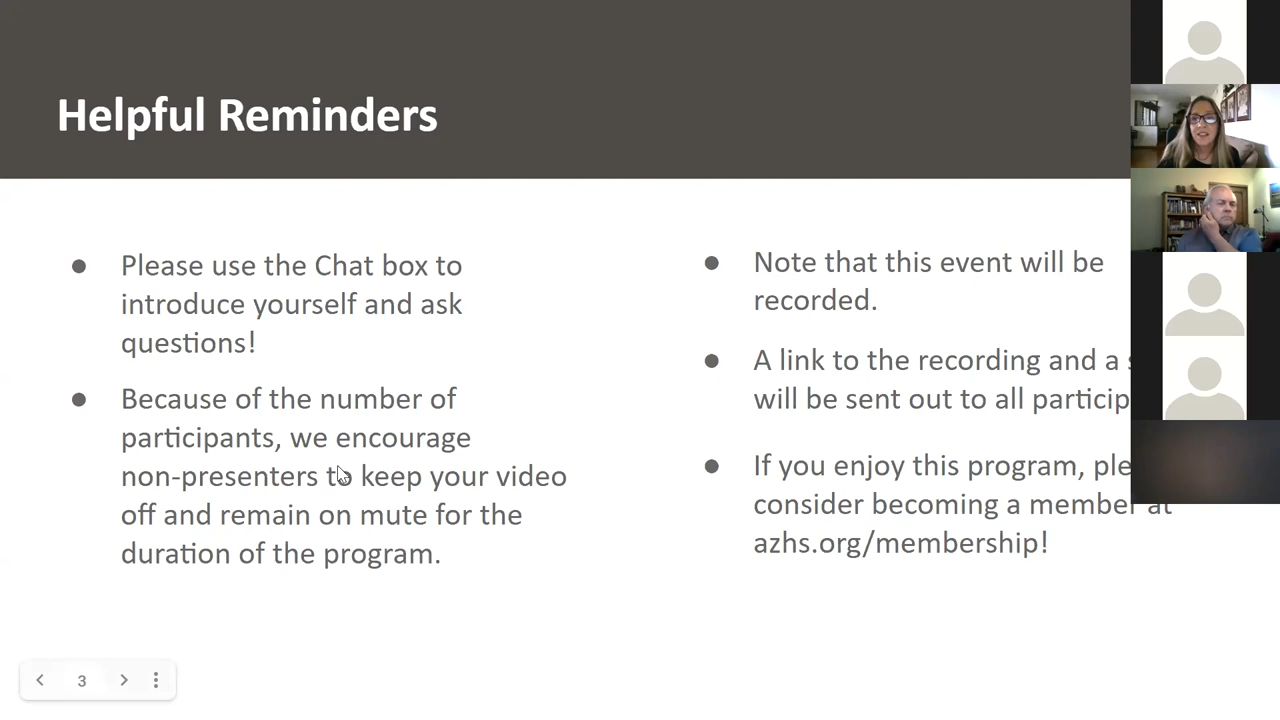 Helpful Reminders
● Please use the Chat box to
introduce yourself and ask
questions!
● Because of the number of
participants, we encourage
non-presenters to keep your video
off and remain on mute for the
duration of the program.
● Note that this event will be
recorded.
● A link to the recording and a
will be sent out to all
● If you enjoy this program,
consider becoming a member at
azhs.org/membership!
3